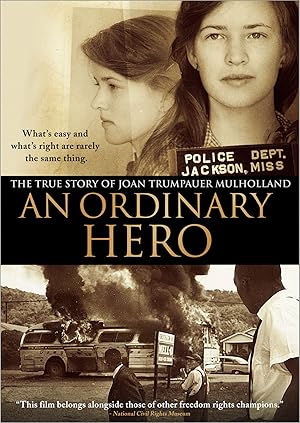 What's easy and
what's right are rarely
the same thing.
POLICE DEPT.
JACKSON, MISS
THE TRUE STORY OF JOAN TRUMPAUER MULHOLLAND
AN ORDINARY
HERO
"This film belongs alongside those of other freedom rights champions."
- National Civil Rights Museum